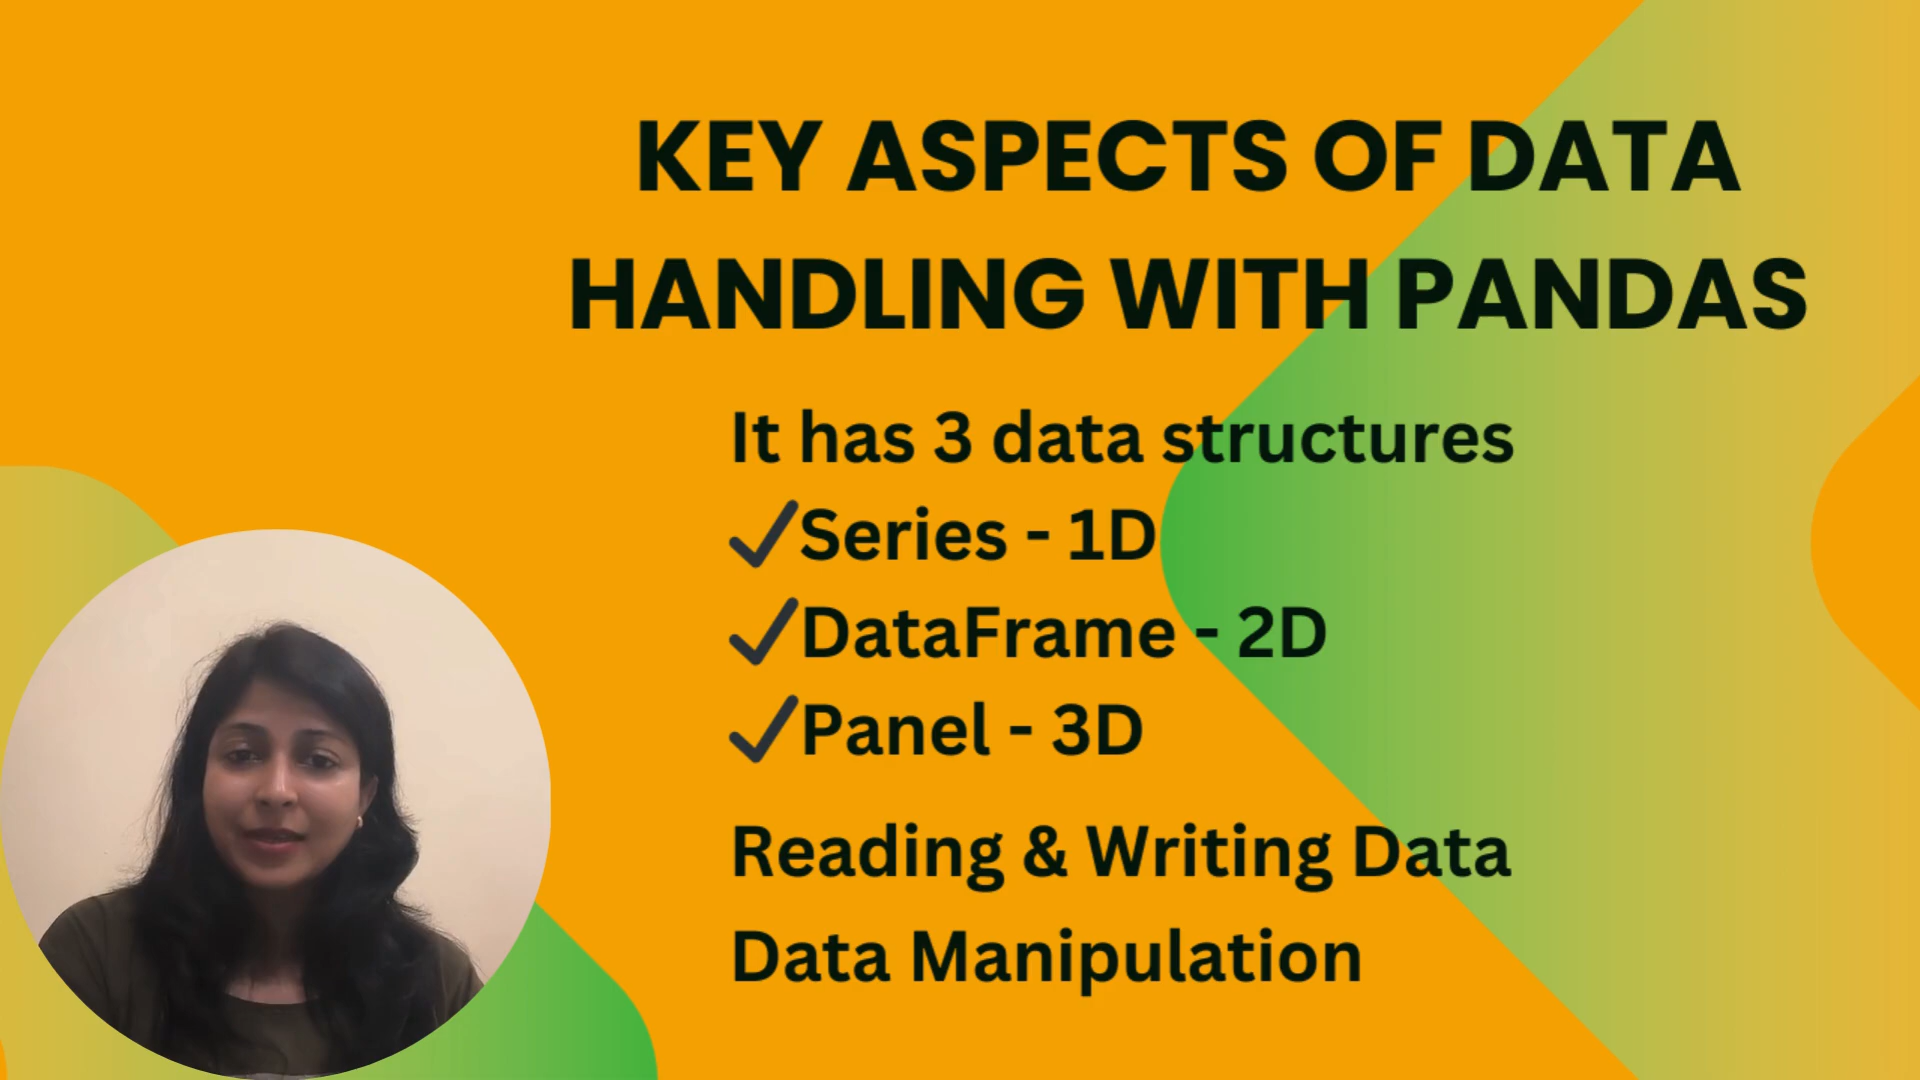 KEY ASPECTS OF DATA
HANDLING WITH PANDAS
It has 3 data structures
✔Series - 1D
✔DataFrame - 2D
✔Panel - 3D
Reading & Writing Data
Data Manipulation